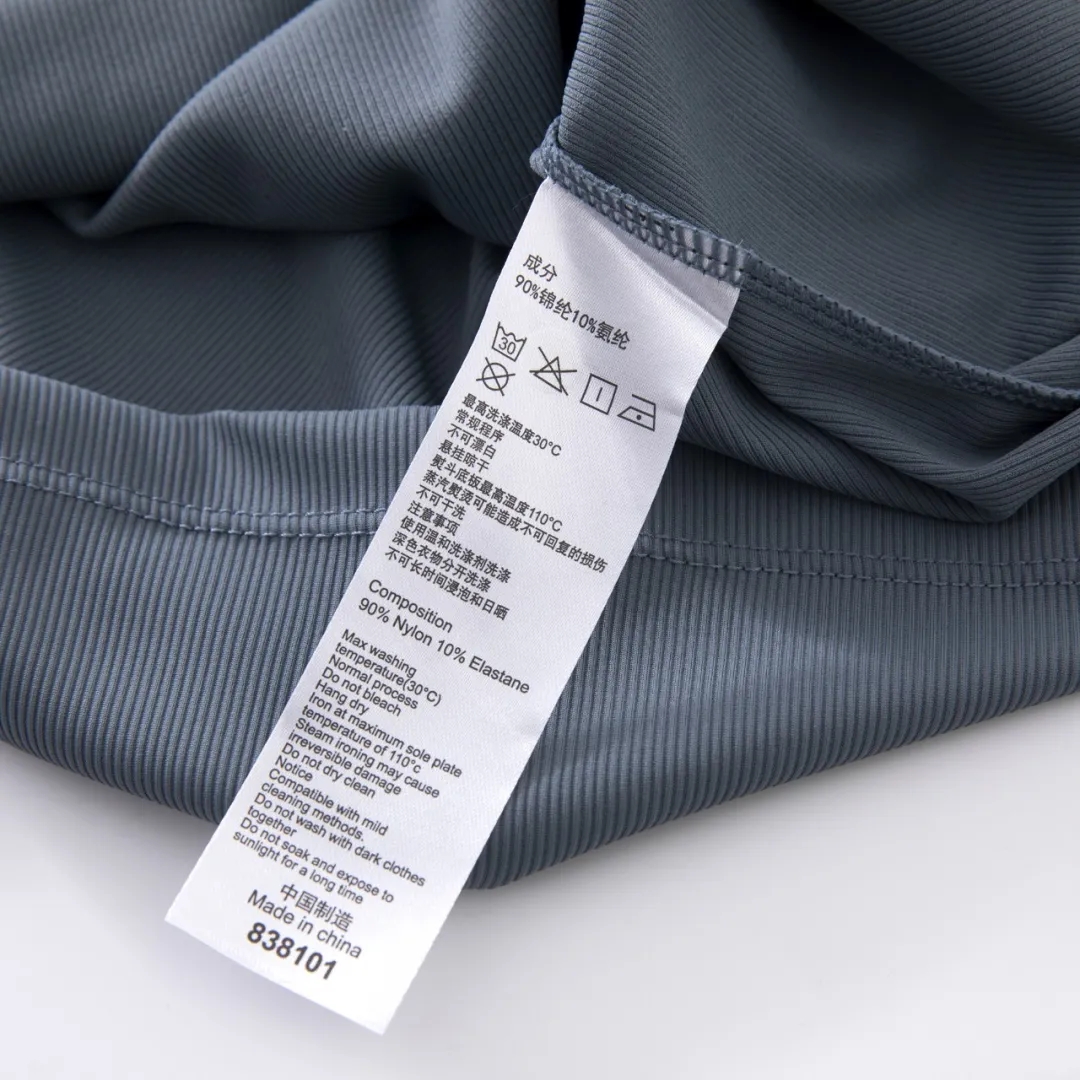 成分
90%锦纶10%氨纶
30
最高洗涤温度30°C
常规程序
不可漂白
悬挂晾干
熨斗底板最高温度110°C
蒸汽熨烫可能造成不可回复的损伤
不可干洗
注意事项
使用温和洗涤剂洗涤
深色衣物分开洗涤
不可长时间浸泡和日晒
Composition
90% Nylon 10% Elastane
Max washing
temperature(30°C)
Normal process
Do not bleach
Hang dry
Iron at maximum sole plate
temperature of 110°c
Steam ironing may cause
irreversible damage
Do not dry clean
Notice
Compatible with mild
cleaning methods.
Do not wash with dark clothes
together
Do not soak and expose to
sunlight for a long time
中国制造
Made in china
838101